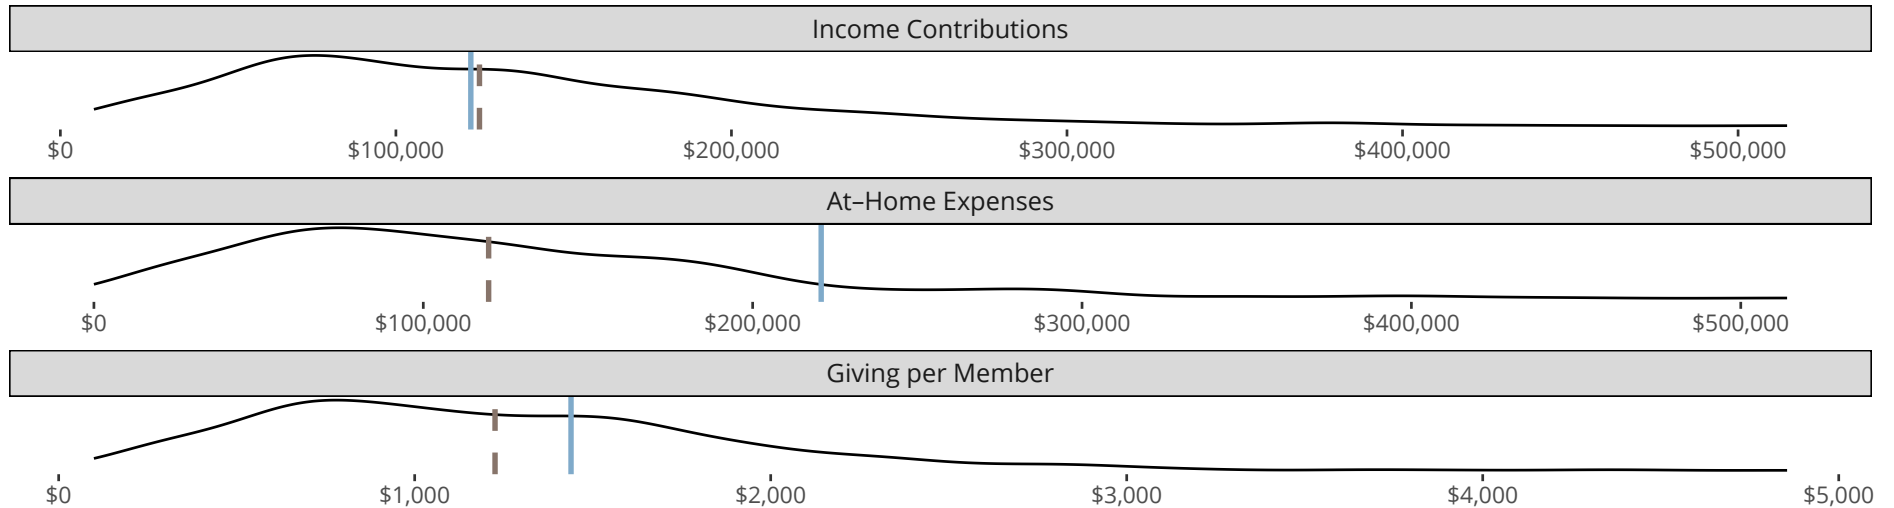 Income Contributions
$0 $100,000 $200,000 $300,000 $400,000 $500,000
At–Home Expenses
$0 $100,000 $200,000 $300,000 $400,000 $500,000
Giving per Member
$0 $1,000 $2,000 $3,000 $4,000 $5,000